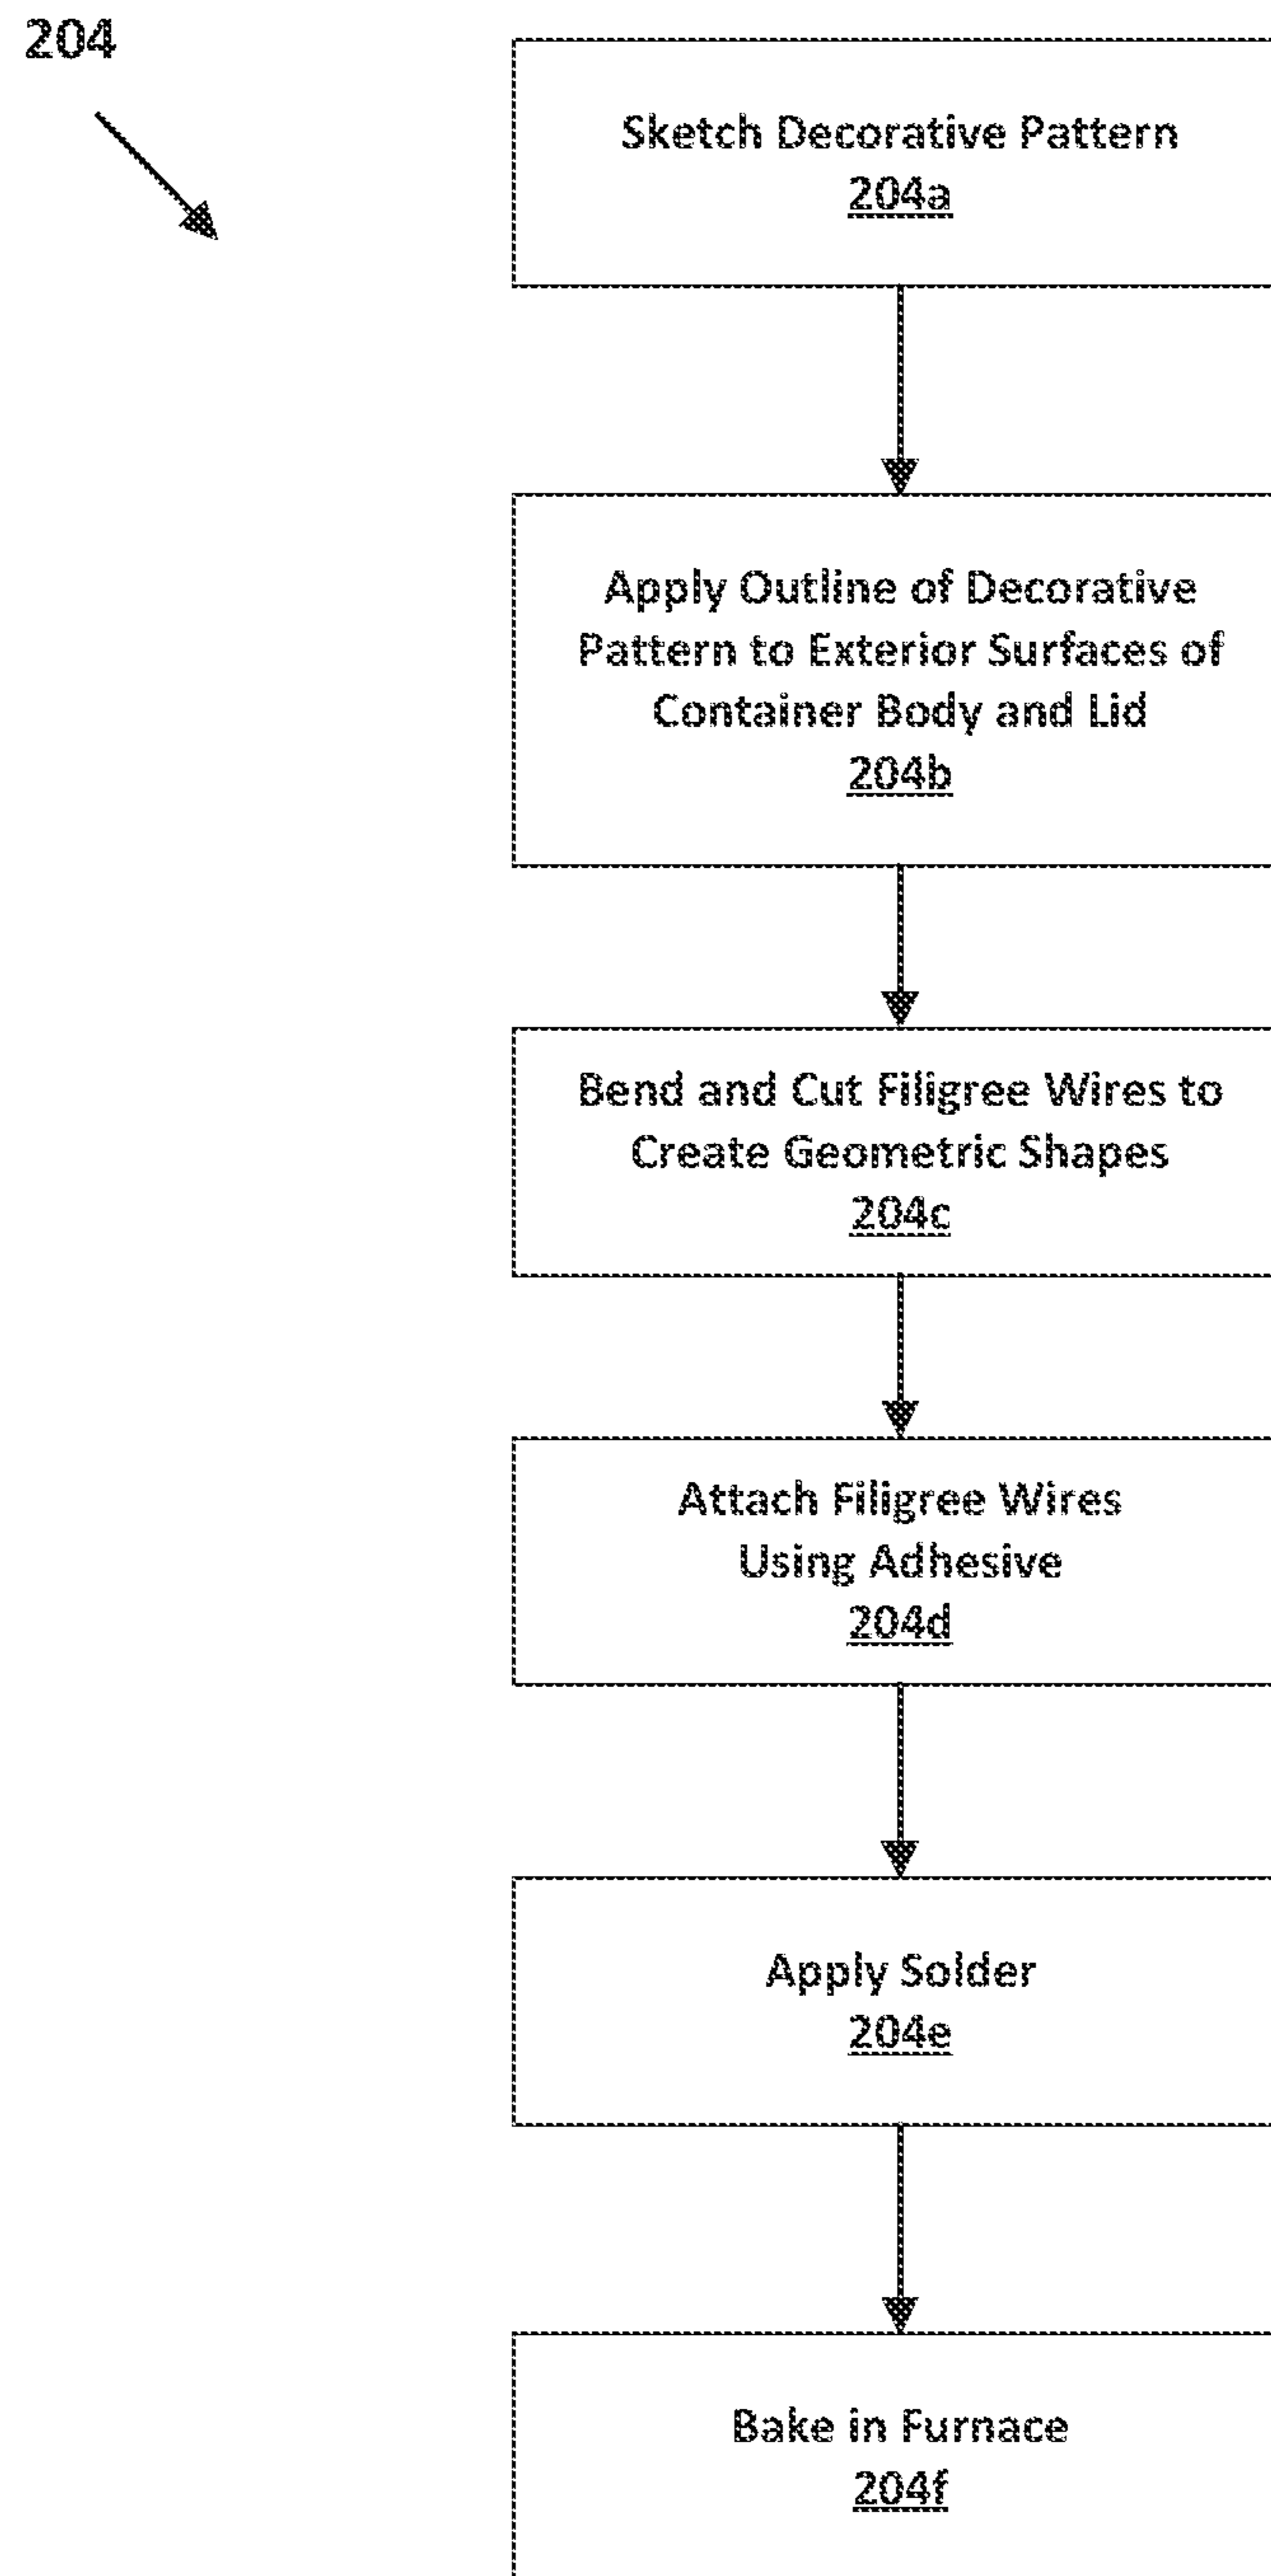 204
Sketch Decorative Pattern
204a
Apply Outline of Decorative
Pattern to Exterior Surfaces of
Container Body and Lid
204b
Bend and Cut Filigree Wires to
Create Geometric Shapes
204c
Attach Filigree Wires
Using Adhesive
204d
Apply Solder
204e
Bake in Furnace
204f